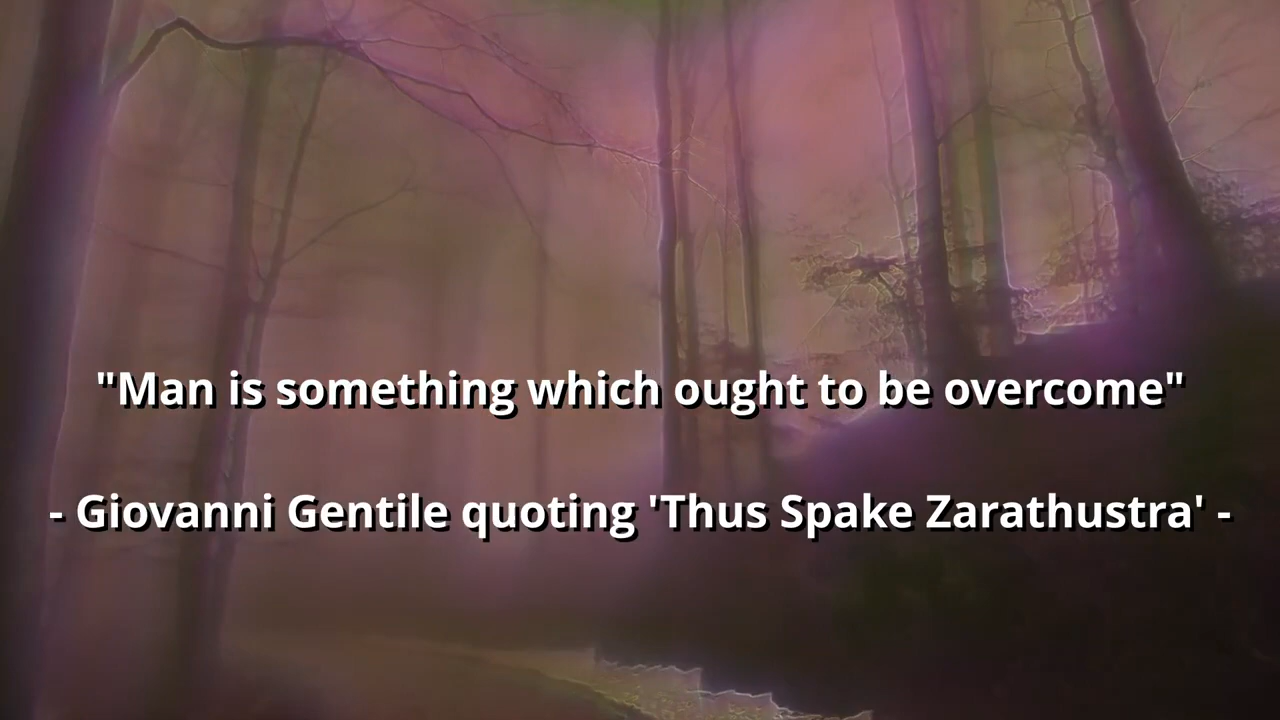 "Man is something which ought to be overcome"
- Giovanni Gentile quoting 'Thus Spake Zarathustra' -